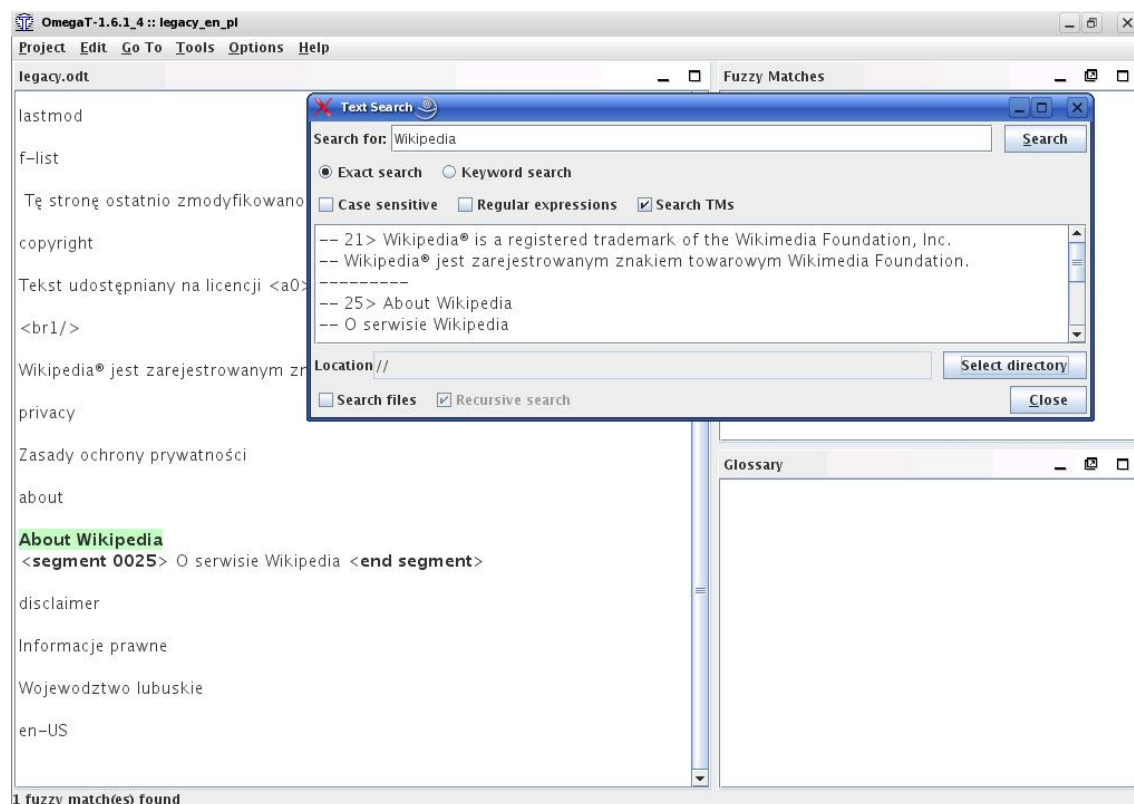 OmegaT-1.6.1_4 :: legacy_en_pl
Project Edit Go To Tools Options Help
legacy.odt
Fuzzy Matches
lastmod
f-list
Tę stronę ostatnio zmodyfikowano
copyright
Tekst udostępniany na licencji <a0>
<br1/>
Wikipedia® jest zarejestrowanym
privacy
Zasady ochrony prywatności
about
About Wikipedia
<segment 0025> O serwisie Wikipedia <end segment>
disclaimer
Informacje prawne
Wojewodztwo lubuskie
en-US
Text Search
Search for: Wikipedia Search
Exact search Keyword search
Case sensitive Regular expressions Search TMs
-- 21> Wikipedia® is a registered trademark of the Wikimedia Foundation, Inc.
-- Wikipedia® jest zarejestrowanym znakiem towarowym Wikimedia Foundation.
---------
-- 25> About Wikipedia
-- O serwisie Wikipedia
Location // Select directory
Search files Recursive search Close
Glossary
1 fuzzy match(es) found